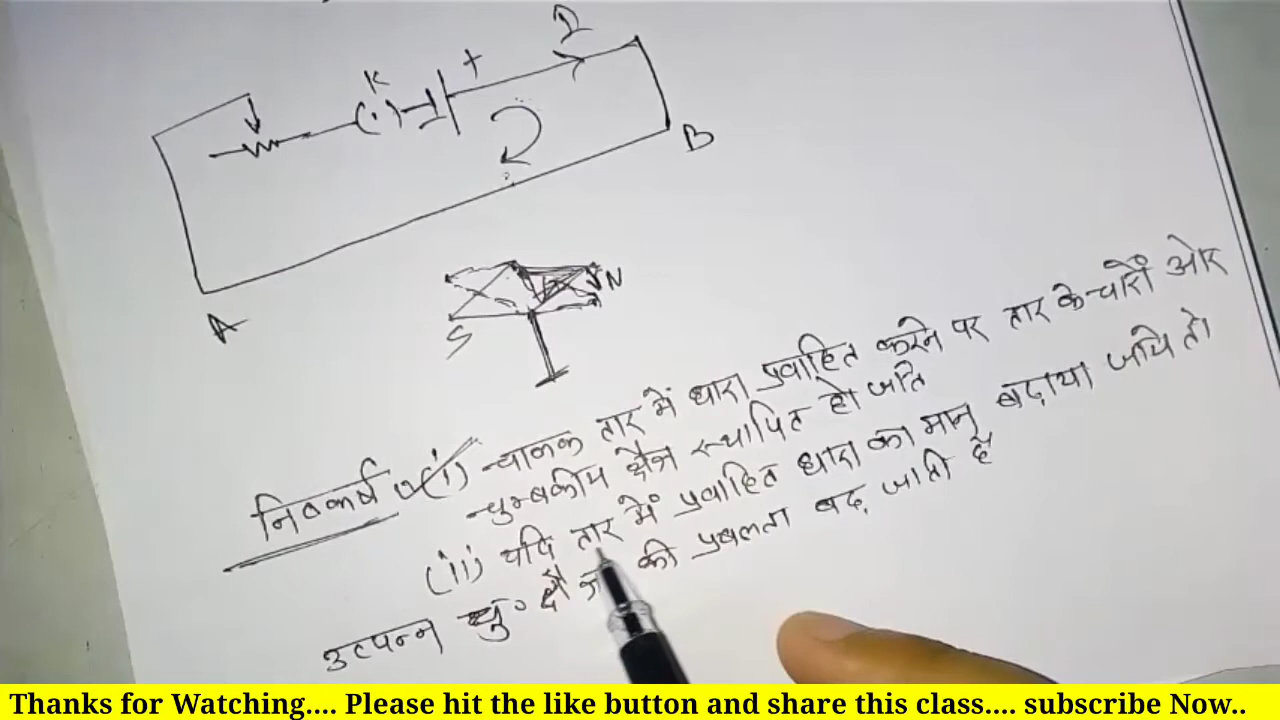 I
+
K
B
N
S
A
निष्कर्ष (i) चालक तार में धारा प्रवाहित करने पर तार के चारों ओर
चुम्बकीय क्षेत्र स्थापित हो जाते
(ii) यदि तार में प्रवाहित धारा का मान बढ़ाया जाये तो
उत्पन्न चु० क्षेत्र की प्रबलता बढ़ जाती है
Thanks for Watching.... Please hit the like button and share this class.... subscribe Now..